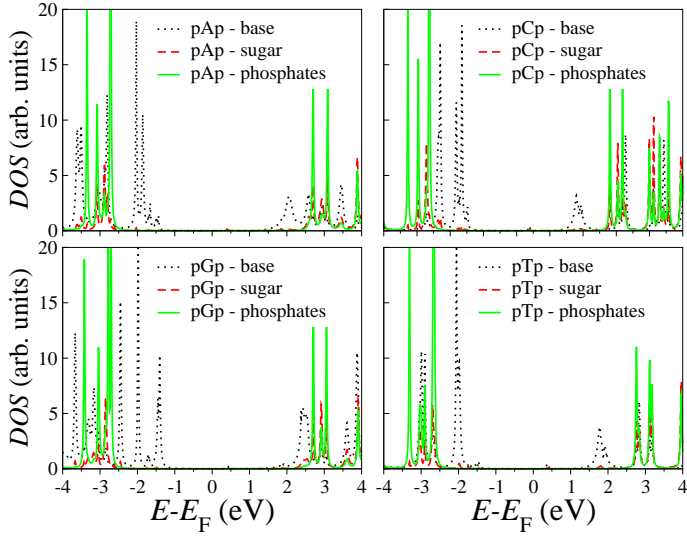 20
15
10
5
0
DOS (arb. units)
pAp - base
pAp - sugar
pAp - phosphates
pCp - base
pCp - sugar
pCp - phosphates
20
15
10
5
0
DOS (arb. units)
pGp - base
pGp - sugar
pGp - phosphates
pTp - base
pTp - sugar
pTp - phosphates
-4 -3 -2 -1 0 1 2 3 4
-4 -3 -2 -1 0 1 2 3 4
E-EF (eV)
E-EF (eV)